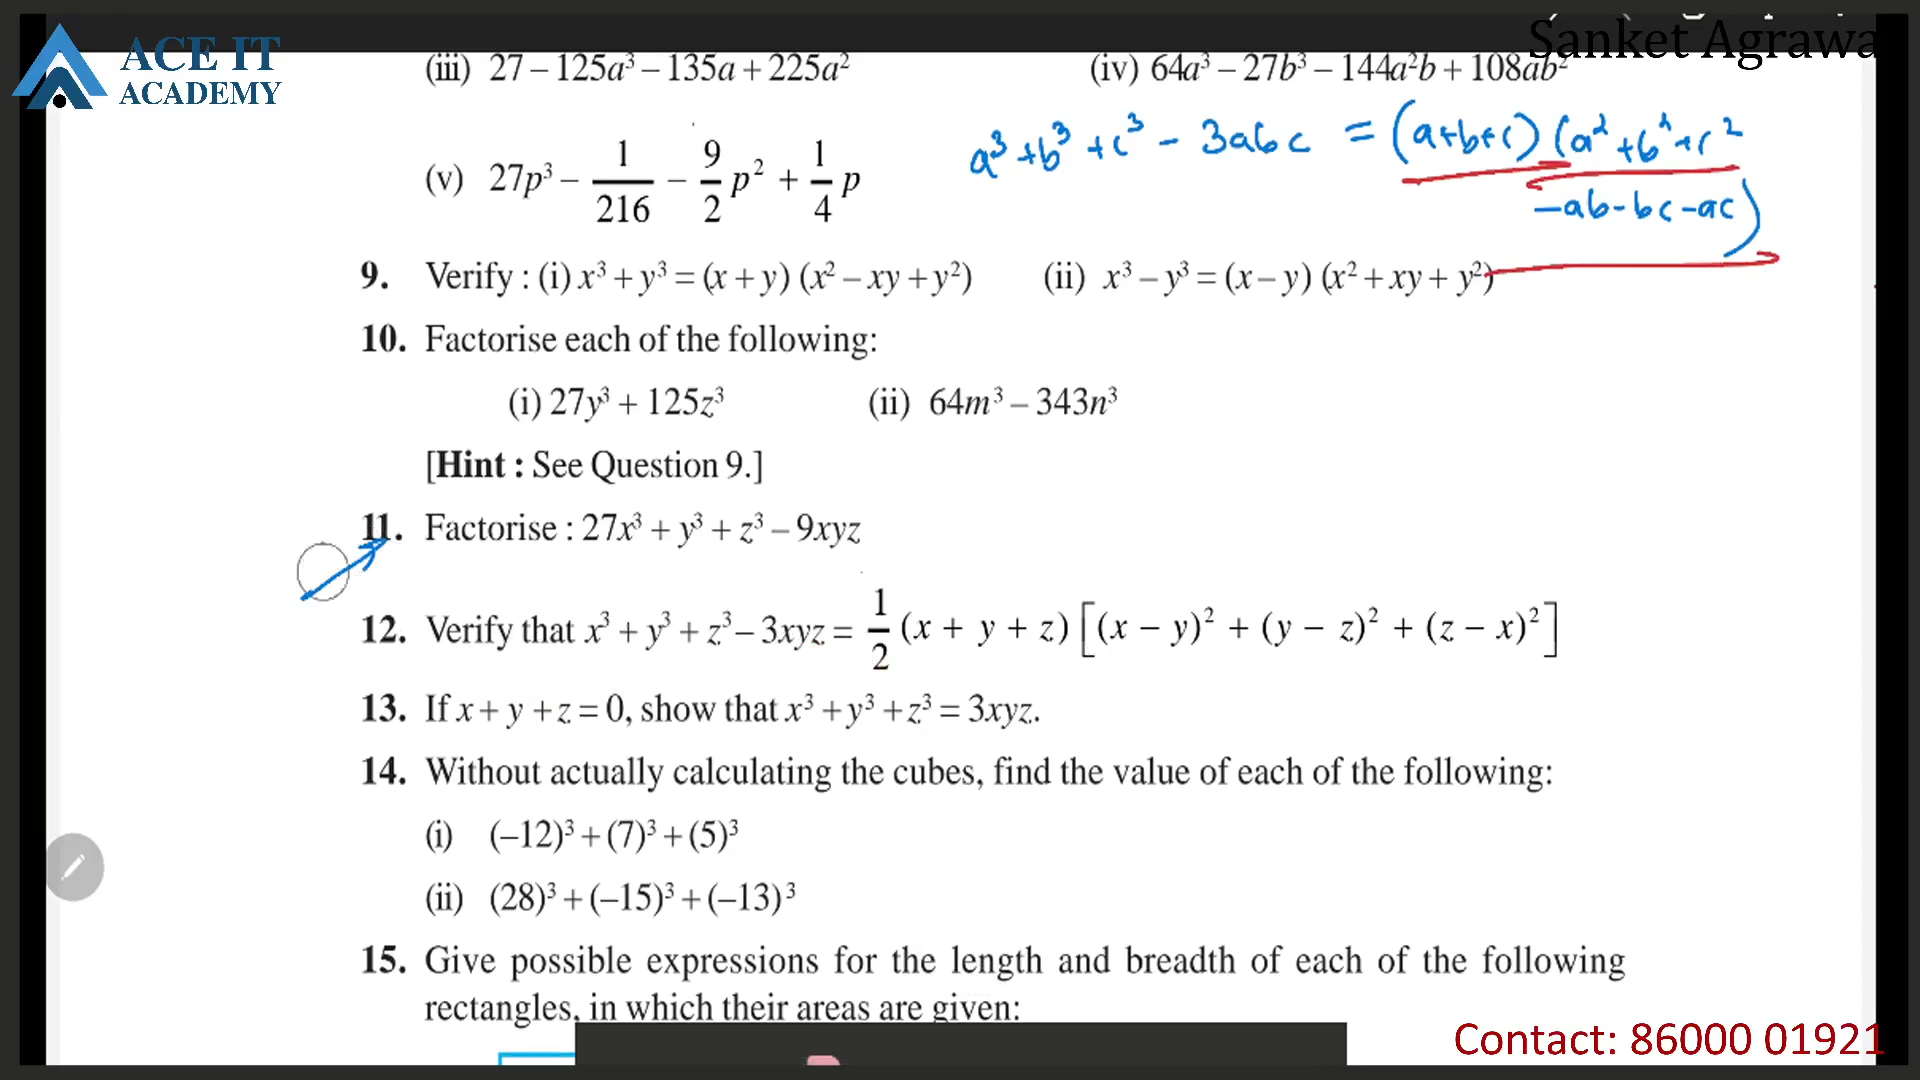 Sanket Agrawa
ACE IT
ACADEMY
(iii) 27 – 125a³ – 135a + 225a² (iv) 64a³ – 27b³ – 144a²b + 108ab²
a³ + b³ + c³ - 3abc = (a+b+c) (a² + b² + c²
- ab - bc - ac)
(v) 27p³ – 1/216 – 9/2 p² + 1/4 p
9. Verify : (i) x³ + y³ = (x + y) (x² – xy + y²) (ii) x³ – y³ = (x – y) (x² + xy + y²)
10. Factorise each of the following:
(i) 27y³ + 125z³ (ii) 64m³ – 343n³
[Hint : See Question 9.]
11. Factorise : 27x³ + y³ + z³ – 9xyz
12. Verify that x³ + y³ + z³ – 3xyz = 1/2 (x + y + z) [(x – y)² + (y – z)² + (z – x)²]
13. If x + y + z = 0, show that x³ + y³ + z³ = 3xyz.
14. Without actually calculating the cubes, find the value of each of the following:
(i) (–12)³ + (7)³ + (5)³
(ii) (28)³ + (–15)³ + (–13)³
15. Give possible expressions for the length and breadth of each of the following
rectangles, in which their areas are given:
Contact: 86000 01921